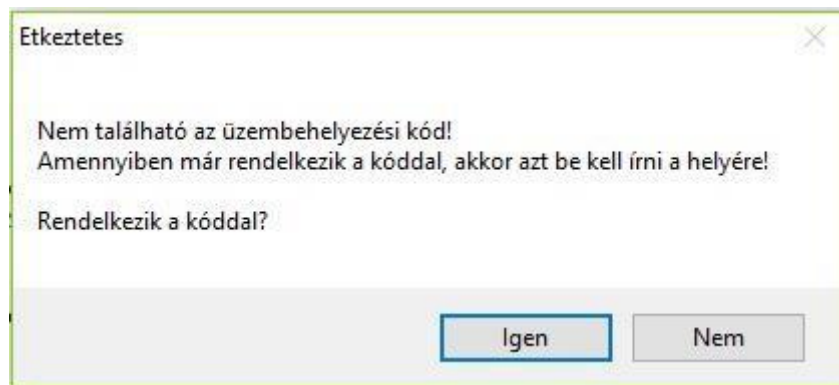 Etkeztetes
Nem található az üzembehelyezési kód!
Amennyiben már rendelkezik a kóddal, akkor azt be kell írni a helyére!
Rendelkezik a kóddal?
Igen
Nem